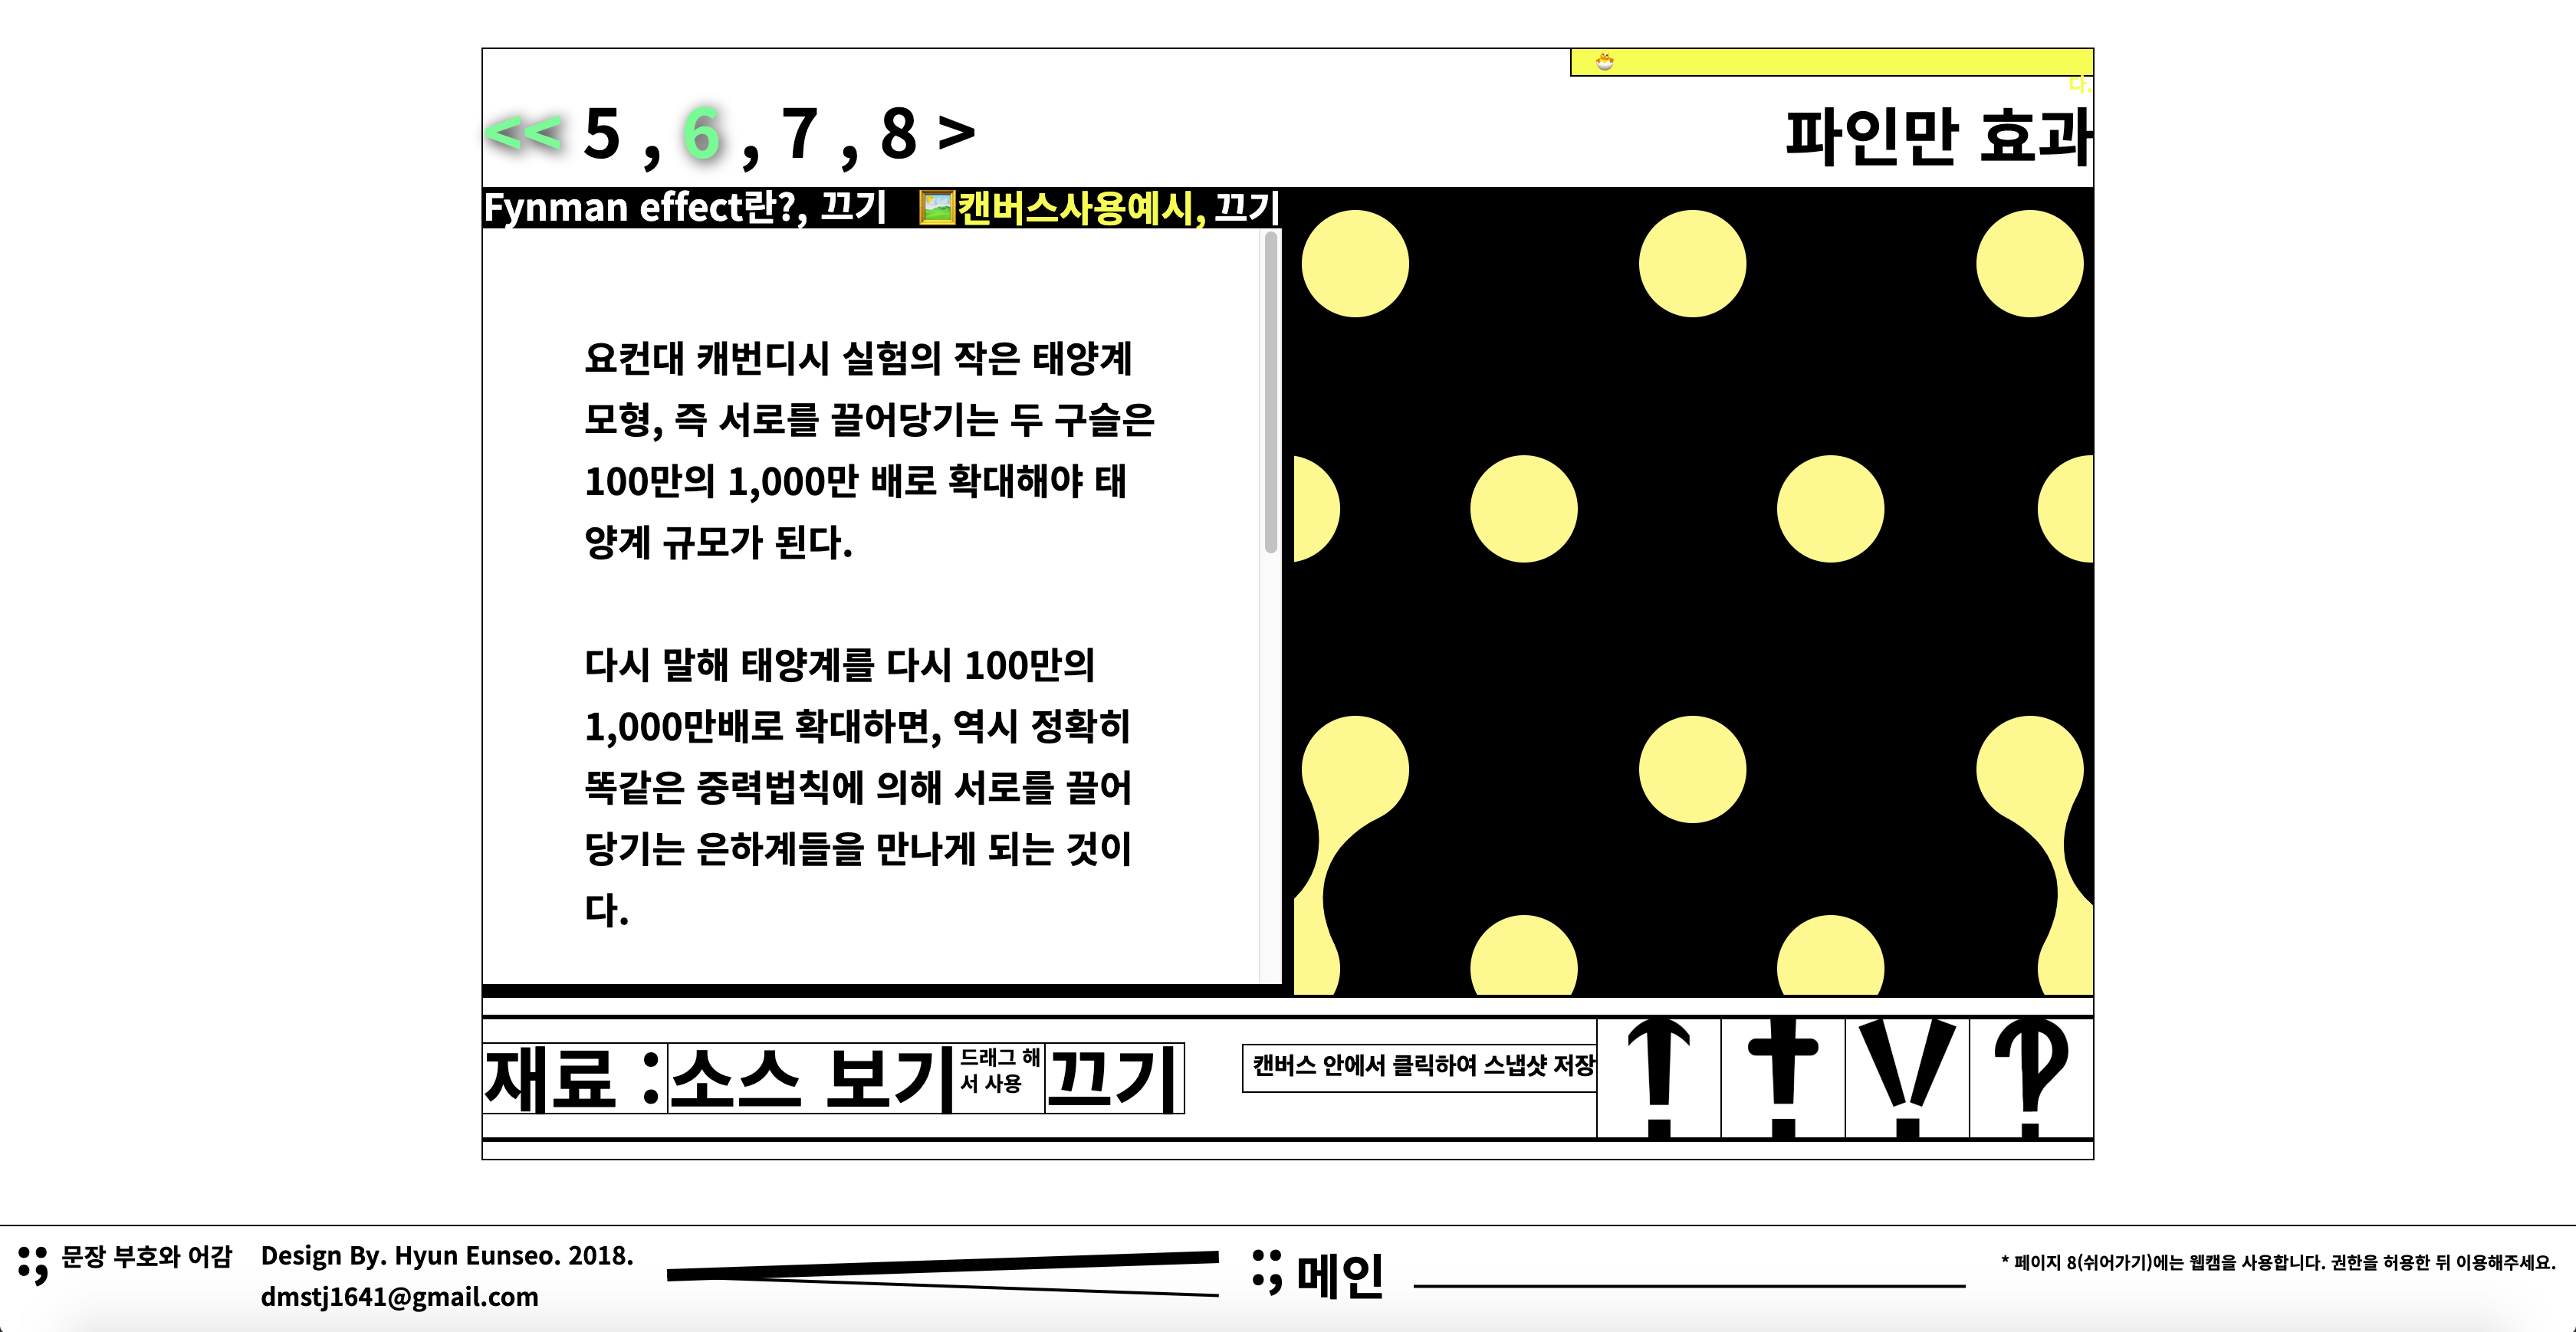 다.
<< 5 , 6 , 7 , 8 >
파인만 효과
Fynman effect란?, 끄기 캔버스사용예시, 끄기
요컨대 캐번디시 실험의 작은 태양계
모형, 즉 서로를 끌어당기는 두 구슬은
100만의 1,000만 배로 확대해야 태
양계 규모가 된다.
다시 말해 태양계를 다시 100만의
1,000만배로 확대하면, 역시 정확히
똑같은 중력법칙에 의해 서로를 끌어
당기는 은하계들을 만나게 되는 것이
다.
재료 :
소스 보기
드래그 해
서 사용
끄기
캔버스 안에서 클릭하여 스냅샷 저장
문장 부호와 어감
Design By. Hyun Eunseo. 2018.
dmstj1641@gmail.com
메인
* 페이지 8(쉬어가기)에는 웹캠을 사용합니다. 권한을 허용한 뒤 이용해주세요.